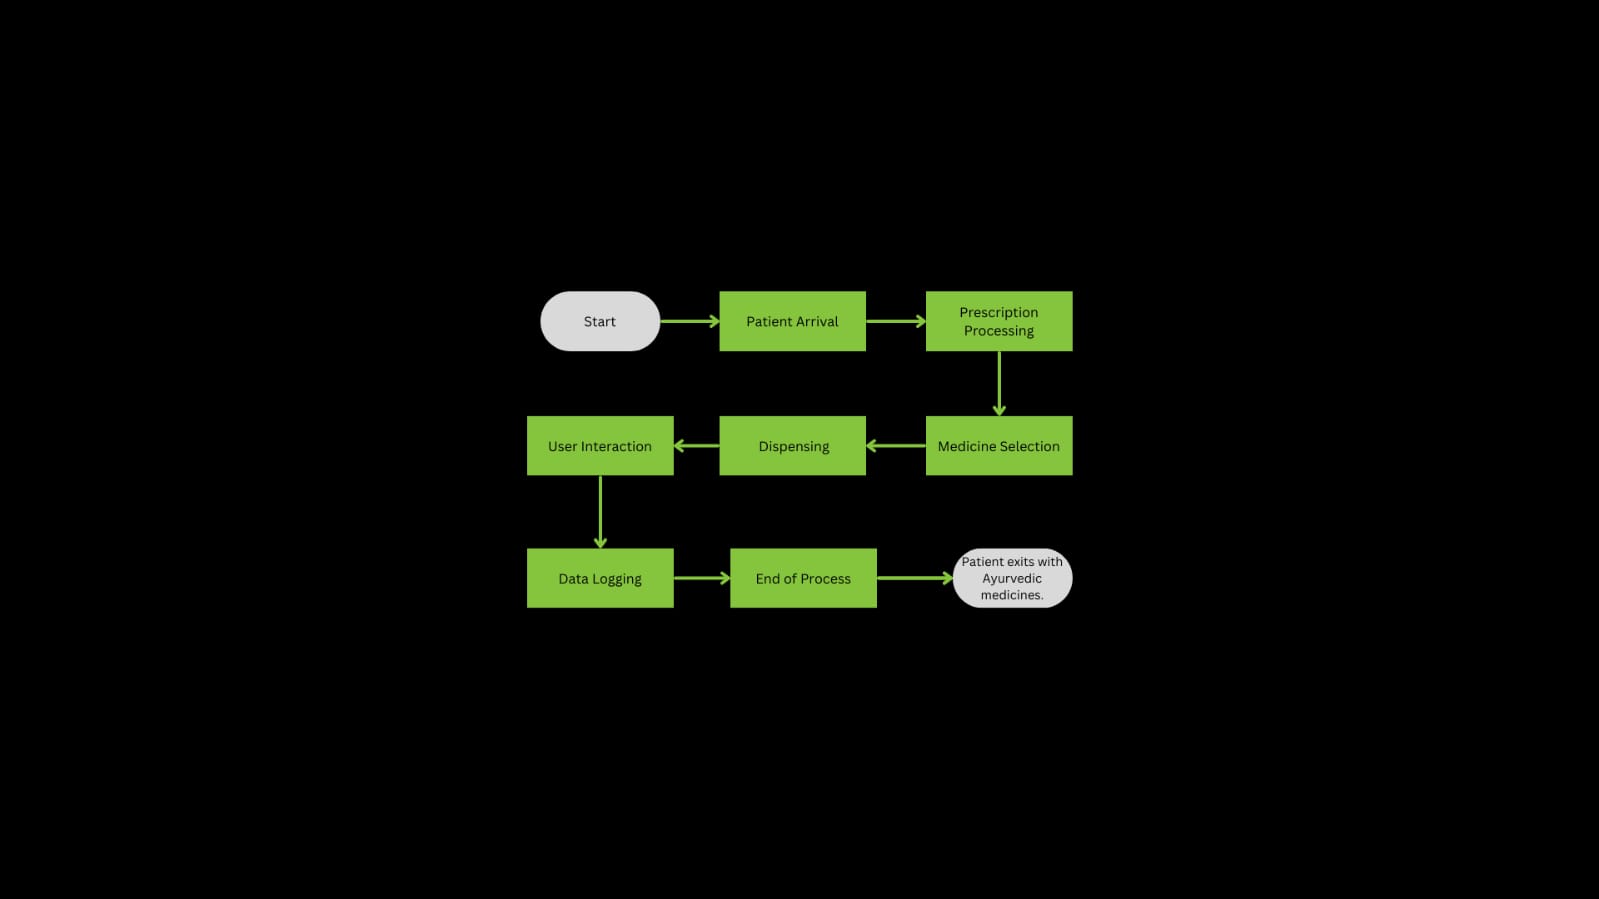 Start
Patient Arrival
Prescription
Processing
Medicine Selection
Dispensing
User Interaction
Data Logging
End of Process
Patient exits with
Ayurvedic
medicines.